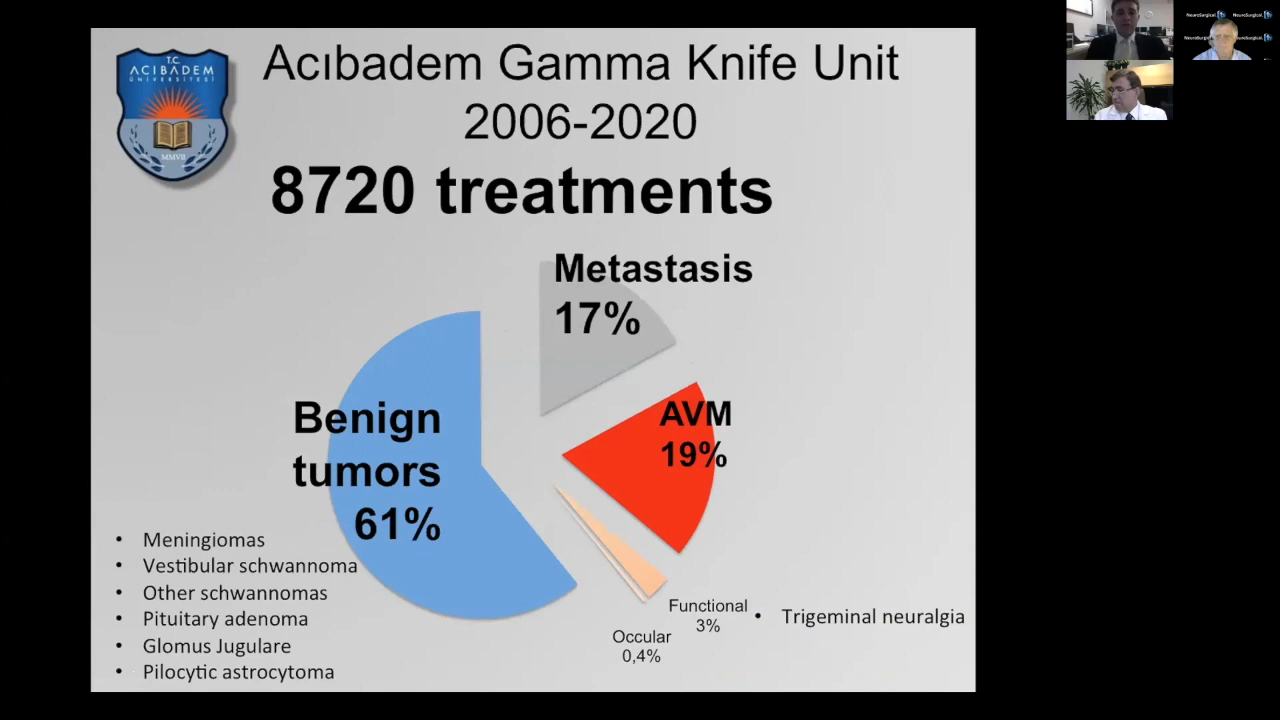 T.C
ACIBADEM
ÜNİVERSİTESİ
MMVII
Acıbadem Gamma Knife Unit
2006-2020
8720 treatments
Metastasis
17%
AVM
19%
Benign
tumors
61%
• Meningiomas
• Vestibular schwannoma
• Other schwannomas
• Pituitary adenoma
• Glomus Jugulare
• Pilocytic astrocytoma
Functional
3%
• Trigeminal neuralgia
Occular
0,4%
NeuroSurgical NeuroSurgical